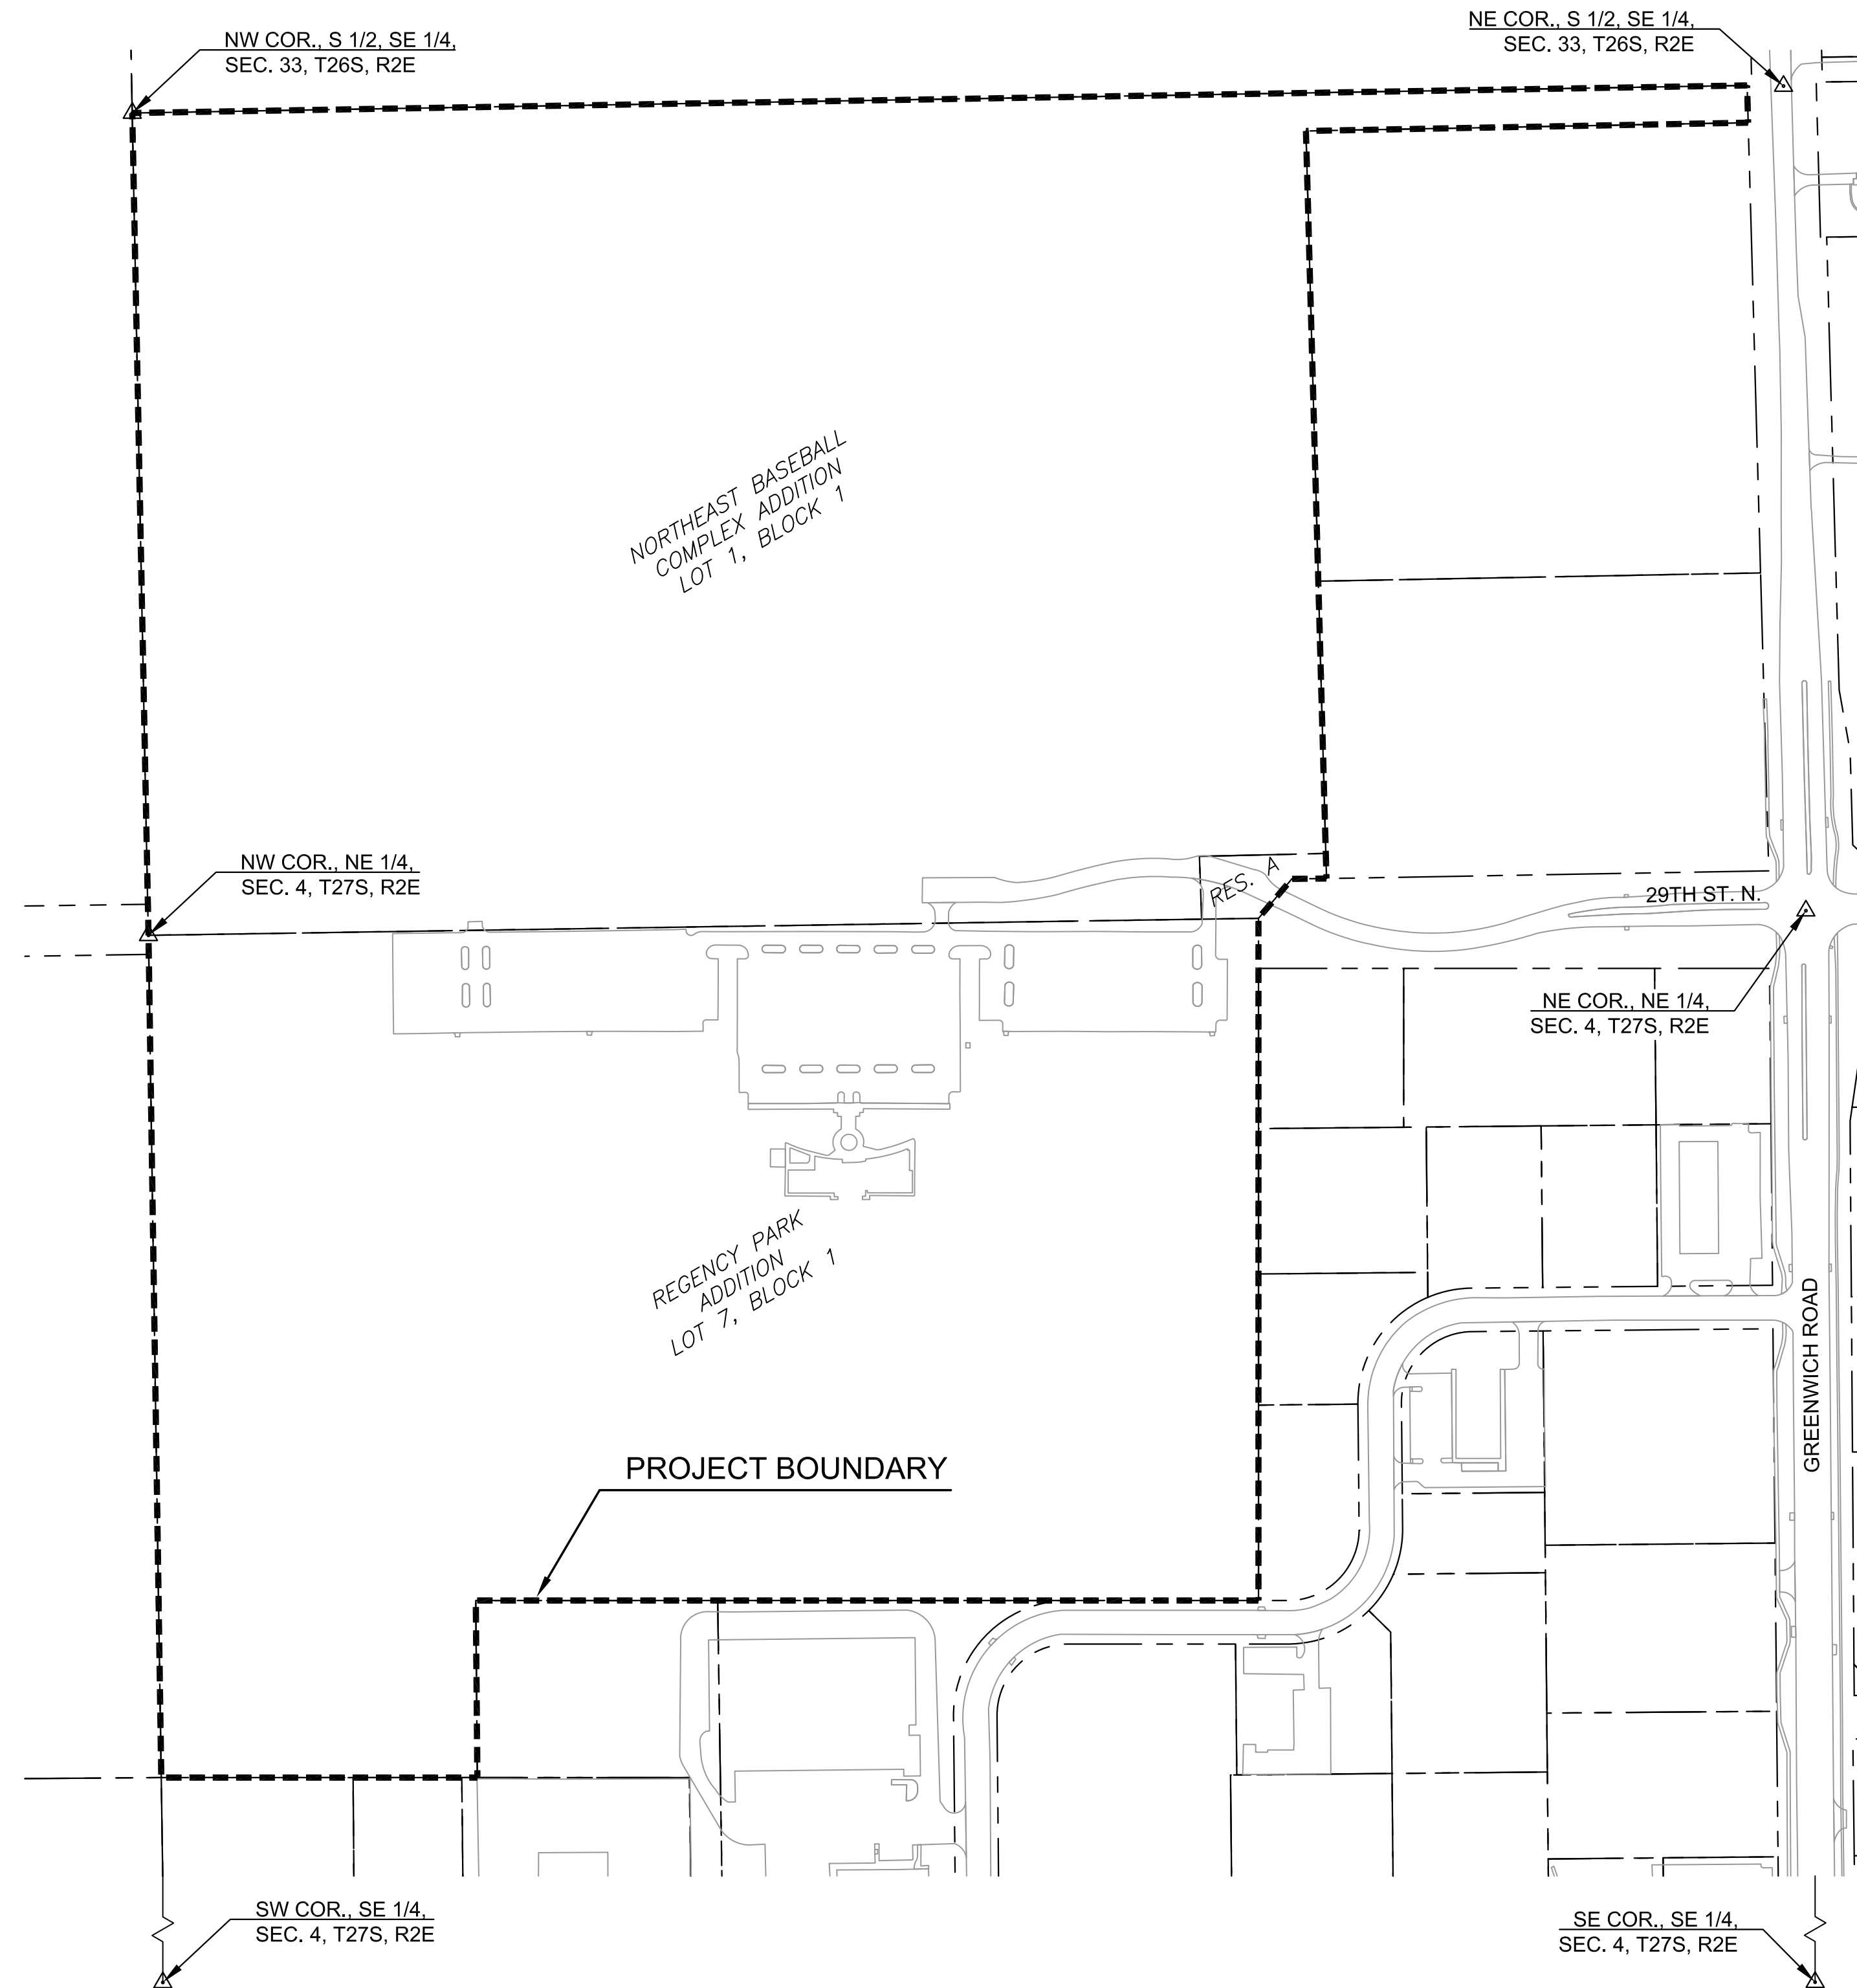 NW COR., S 1/2, SE 1/4,
SEC. 33, T26S, R2E
NE COR., S 1/2, SE 1/4,
SEC. 33, T26S, R2E
NORTHEAST BASEBALL
COMPLEX ADDITION
LOT 1, BLOCK 1
NW COR., NE 1/4,
SEC. 4, T27S, R2E
RES. A
29TH ST. N.
NE COR., NE 1/4,
SEC. 4, T27S, R2E
REGENCY PARK
ADDITION
LOT 7, BLOCK 1
GREENWICH ROAD
PROJECT BOUNDARY
SW COR., SE 1/4,
SEC. 4, T27S, R2E
SE COR., SE 1/4,
SEC. 4, T27S, R2E